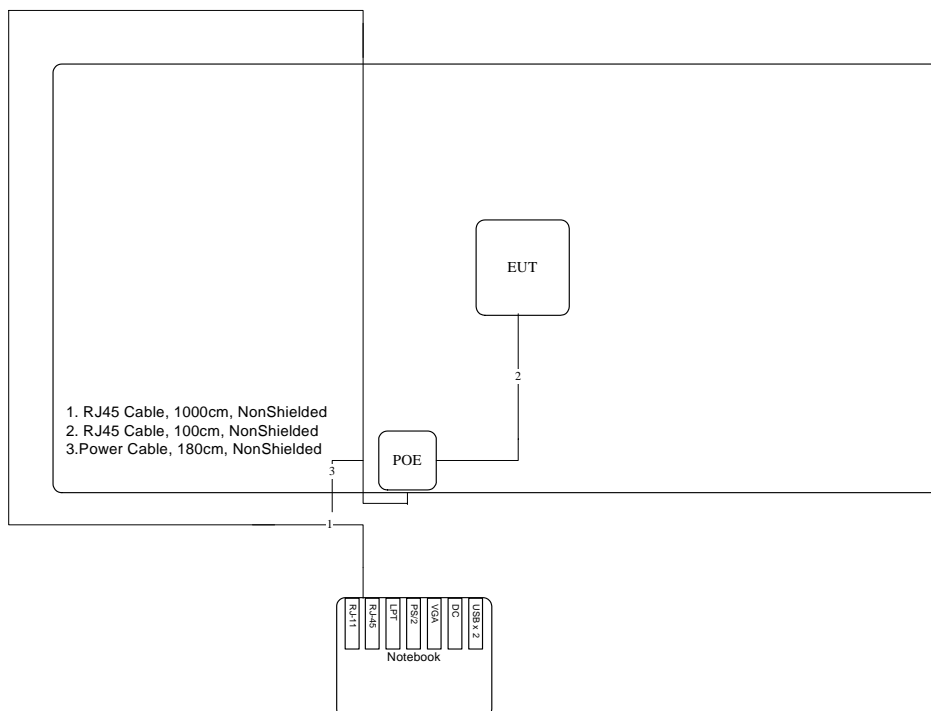 EUT
2
1. RJ45 Cable, 1000cm, NonShielded
2. RJ45 Cable, 100cm, NonShielded
3.Power Cable, 180cm, NonShielded
POE
3
1
RJ-11
RJ-45
LPT
PS/2
VGA
DC
USB x 2
Notebook